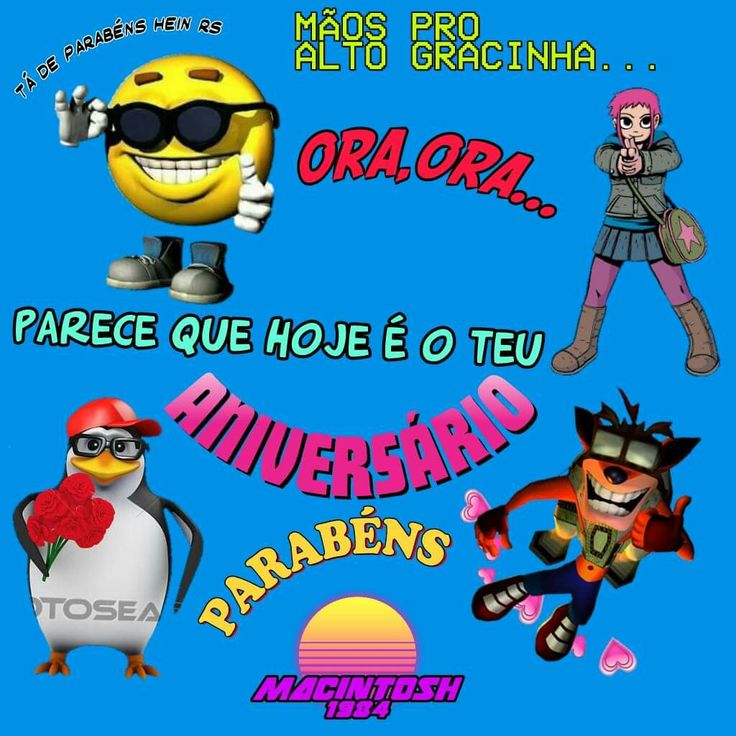 TÁ DE PARABÉNS HEIN RS
MÃOS PRO
ALTO GRACINHA...
ORA, ORA...
PARECE QUE HOJE É O TEU
ANIVERSÁRIO
PARABÉNS
OTOSEA
MACINTOSH
1984